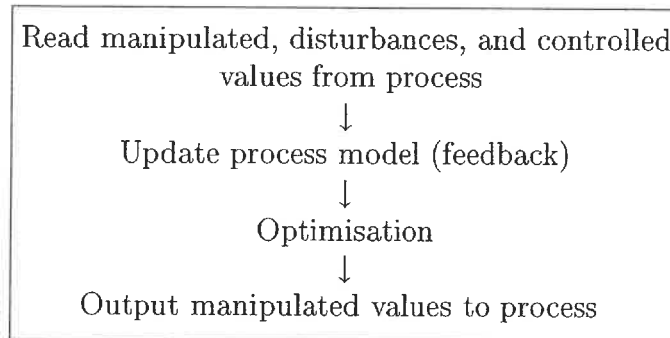 Read manipulated, disturbances, and controlled
values from process
↓
Update process model (feedback)
↓
Optimisation
↓
Output manipulated values to process